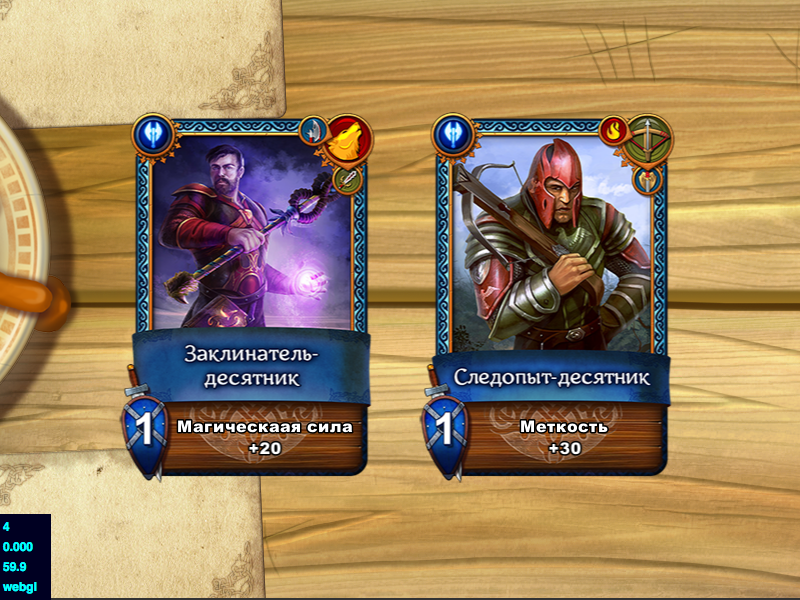 Заклинатель-
десятник
1
Магическаая сила
+20
Следопыт-десятник
1
Меткость
+30
4
0.000
59.9
webgl